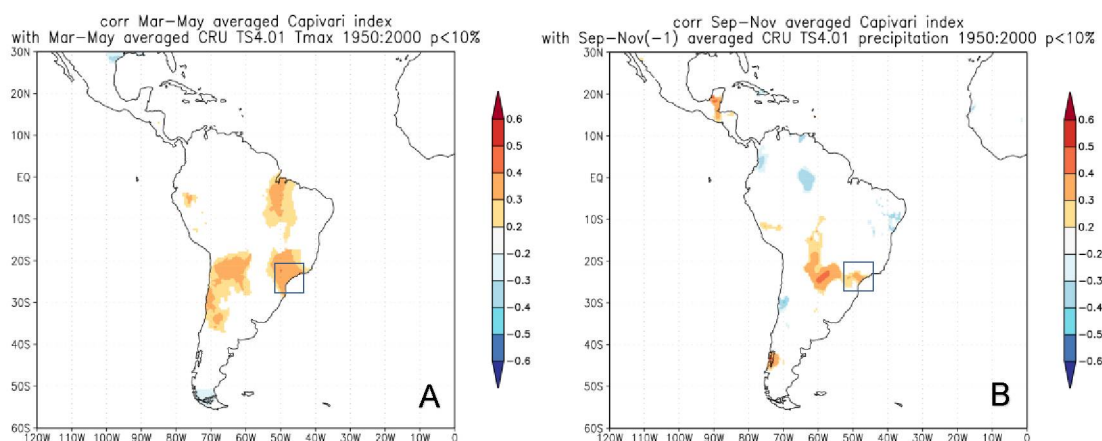 corr Mar-May averaged Capivari index
with Mar-May averaged CRU TS4.01 Tmax 1950:2000 p<10%
30N
20N
10N
EQ
10S
20S
30S
40S
50S
60S
120W 110W 100W 90W 80W 70W 60W 50W 40W 30W 20W 10W 0
0.6
0.5
0.4
0.3
0.2
-0.2
-0.3
-0.4
-0.5
-0.6
A
corr Sep-Nov averaged Capivari index
with Sep-Nov(-1) averaged CRU TS4.01 precipitation 1950:2000 p<10%
30N
20N
10N
EQ
10S
20S
30S
40S
50S
60S
120W 110W 100W 90W 80W 70W 60W 50W 40W 30W 20W 10W 0
0.6
0.5
0.4
0.3
0.2
-0.2
-0.3
-0.4
-0.5
-0.6
B